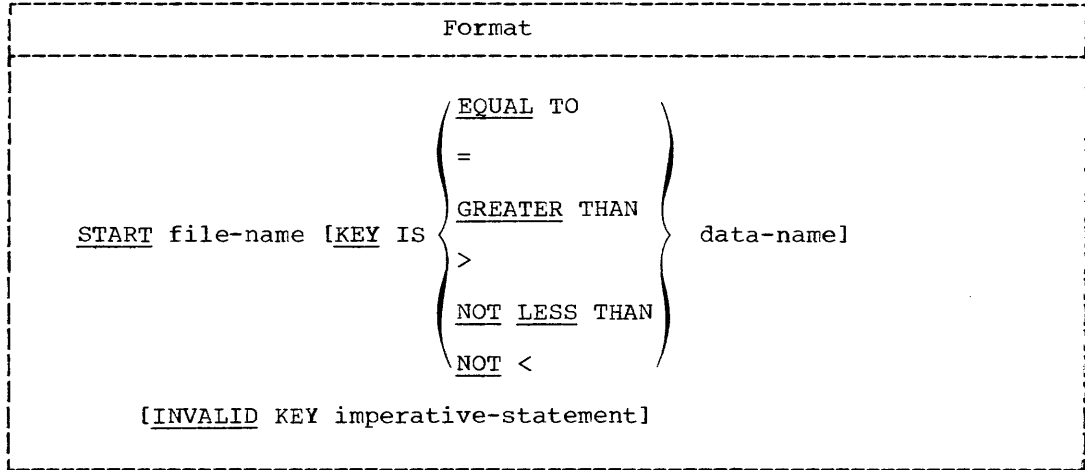 Format
EQUAL TO
=
GREATER THAN
START file-name [KEY IS data-name]
>
NOT LESS THAN
NOT <
[INVALID KEY imperative-statement]